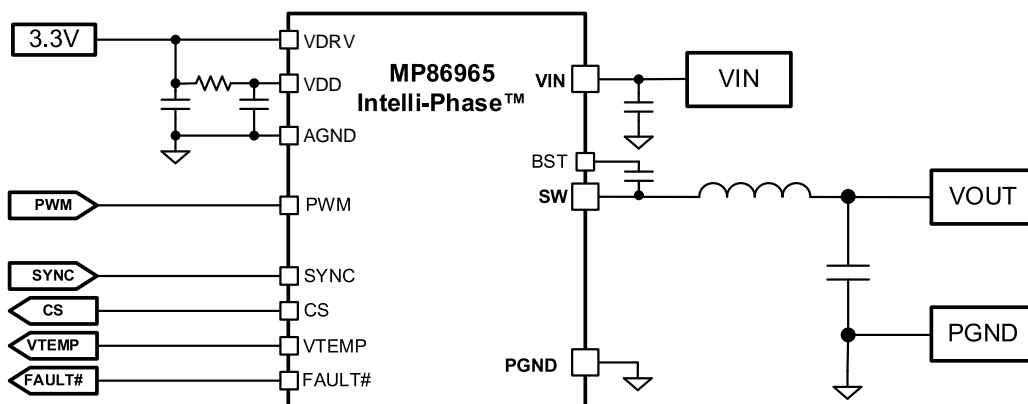 3.3V
VDRV
VDD
AGND
MP86965
Intelli-Phase™
VIN
VIN
BST
SW
VOUT
PWM
PWM
SYNC
SYNC
CS
CS
VTEMP
VTEMP
FAULT#
FAULT#
PGND
PGND